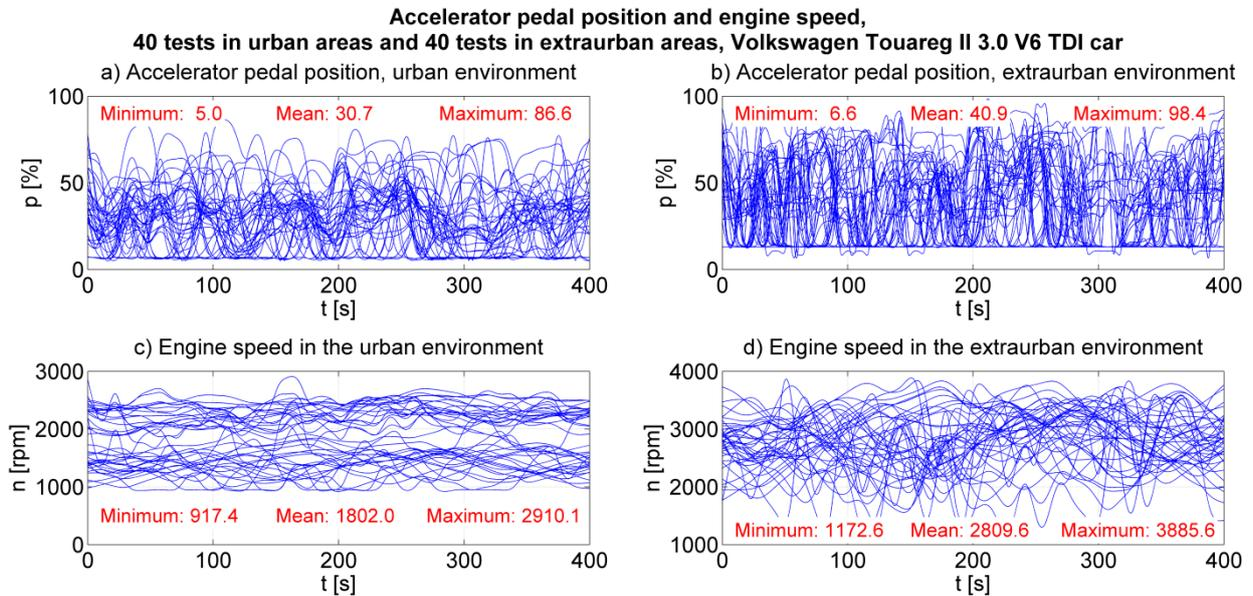 Accelerator pedal position and engine speed,
40 tests in urban areas and 40 tests in extraurban areas, Volkswagen Touareg II 3.0 V6 TDI car
a) Accelerator pedal position, urban environment
100
Minimum: 5.0 Mean: 30.7 Maximum: 86.6
p [%]
50
0
0 100 200 300 400
t [s]
b) Accelerator pedal position, extraurban environment
100
Minimum: 6.6 Mean: 40.9 Maximum: 98.4
p [%]
50
0
0 100 200 300 400
t [s]
c) Engine speed in the urban environment
3000
2000
n [rpm]
1000
Minimum: 917.4 Mean: 1802.0 Maximum: 2910.1
0
0 100 200 300 400
t [s]
d) Engine speed in the extraurban environment
4000
3000
n [rpm]
2000
Minimum: 1172.6 Mean: 2809.6 Maximum: 3885.6
1000
0 100 200 300 400
t [s]